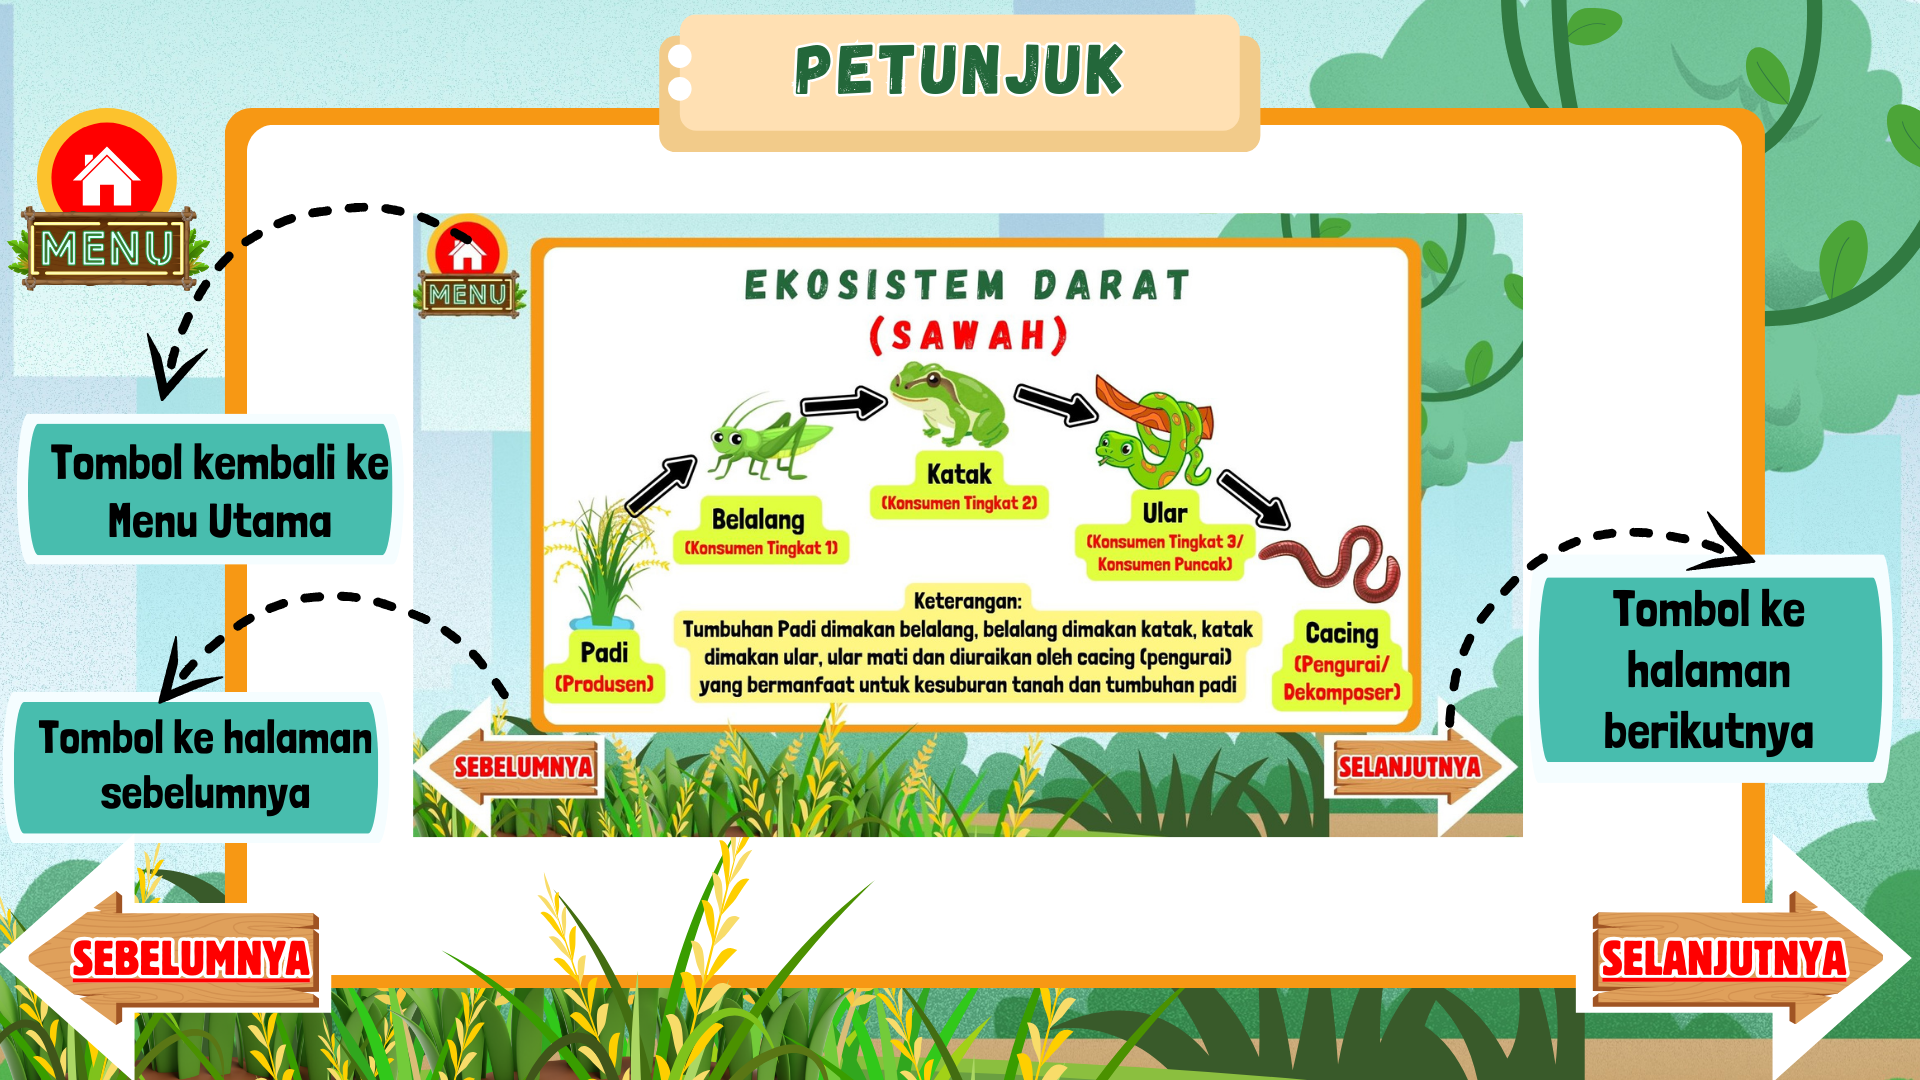 PETUNJUK
MENU
MENU
EKOSISTEM DARAT
(SAWAH)
Katak
(Konsumen Tingkat 2)
Belalang
(Konsumen Tingkat 1)
Ular
(Konsumen Tingkat 3/
Konsumen Puncak)
Padi
(Produsen)
Cacing
(Pengurai/
Dekomposer)
Keterangan:
Tumbuhan Padi dimakan belalang, belalang dimakan katak, katak
dimakan ular, ular mati dan diuraikan oleh cacing (pengurai)
yang bermanfaat untuk kesuburan tanah dan tumbuhan padi
SEBELUMNYA
SELANJUTNYA
Tombol kembali ke
Menu Utama
Tombol ke halaman
sebelumnya
Tombol ke
halaman
berikutnya
SEBELUMNYA
SELANJUTNYA